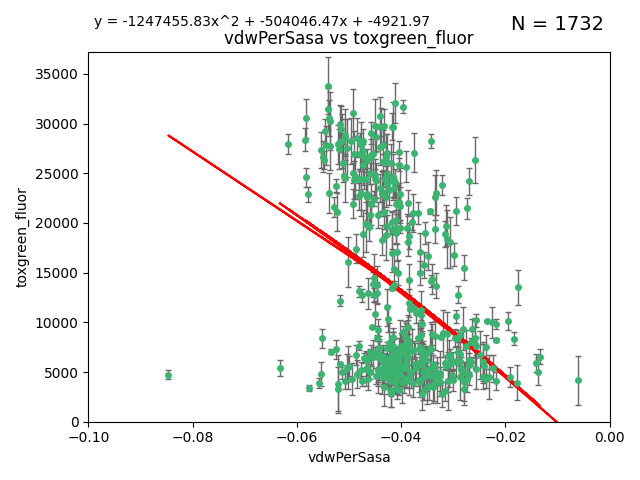 y = -1247455.83x^2 + -504046.47x + -4921.97
N = 1732
vdwPerSasa vs toxgreen_fluor
35000
30000
25000
20000
15000
10000
5000
0
toxgreen_fluor
−0.10 −0.08 −0.06 −0.04 −0.02 0.00
vdwPerSasa